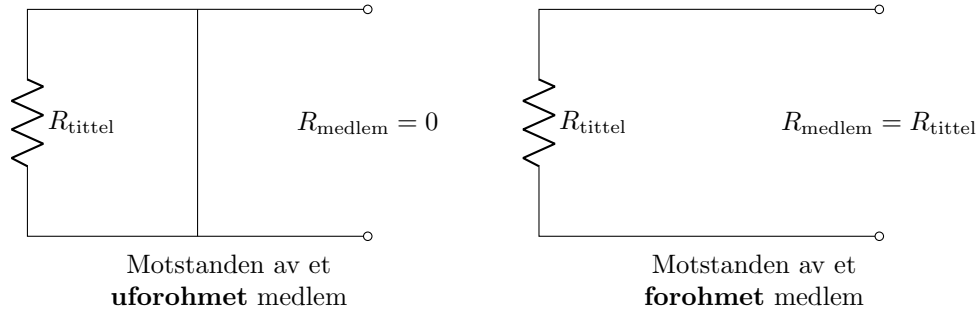 R_tittel
R_medlem = 0
Motstanden av et
uforohmet medlem
R_tittel
R_medlem = R_tittel
Motstanden av et
forohmet medlem